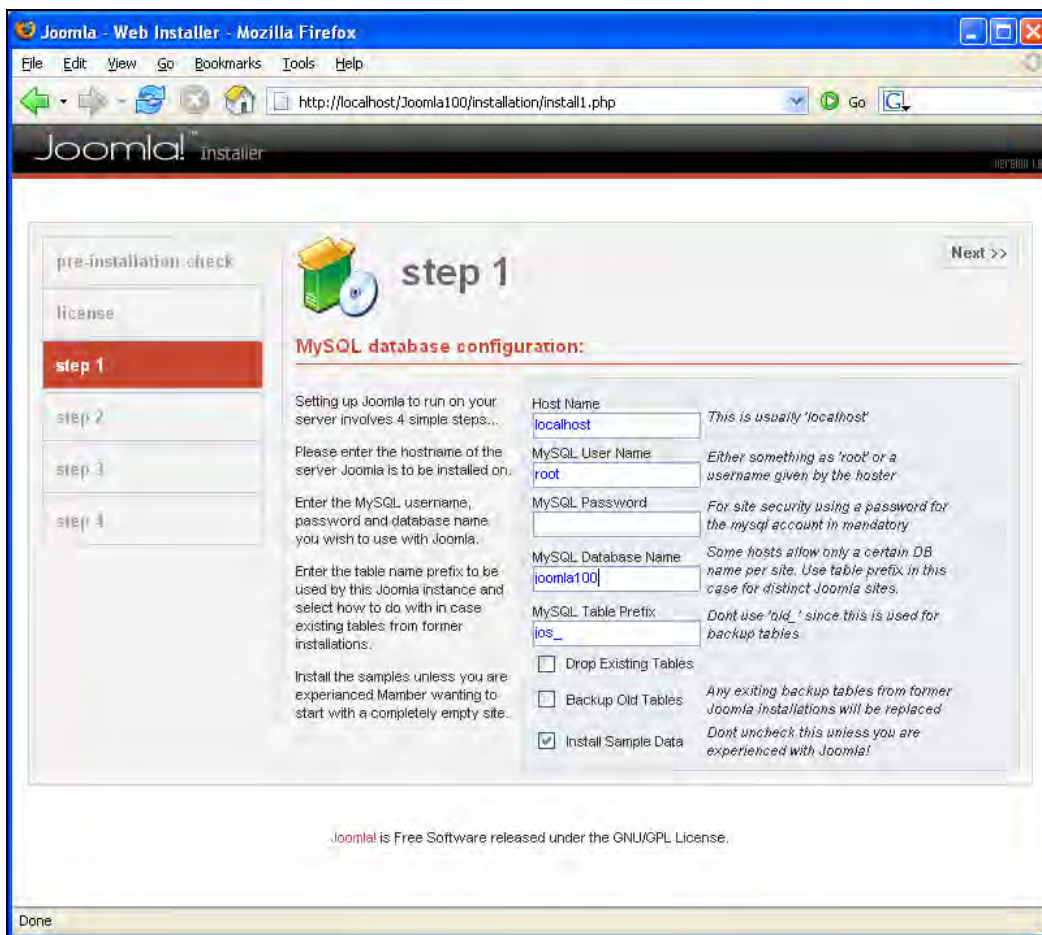 Joomla - Web Installer - Mozilla Firefox
File Edit View Go Bookmarks Tools Help
http://localhost/Joomla100/installation/install1.php Go G
Joomla!™ Installer
version 1.0
pre-installation check
license
step 1
step 2
step 3
step 4
step 1
Next >>
MySQL database configuration:
Setting up Joomla to run on your
server involves 4 simple steps...
Please enter the hostname of the
server Joomla is to be installed on.
Enter the MySQL username,
password and database name
you wish to use with Joomla.
Enter the table name prefix to be
used by this Joomla instance and
select how to do with in case
existing tables from former
installations.
Install the samples unless you are
experianced Mamber wanting to
start with a completely empty site.
Host Name
localhost
This is usually 'localhost'
MySQL User Name
root
Either something as 'root' or a
username given by the hoster
MySQL Password
For site security using a password for
the mysql account in mandatory
MySQL Database Name
joomla100
Some hosts allow only a certain DB
name per site. Use table prefix in this
case for distinct Joomla sites.
MySQL Table Prefix
jos_
Dont use 'old_' since this is used for
backup tables
Drop Existing Tables
Backup Old Tables
Any exiting backup tables from former
Joomla installations will be replaced
Install Sample Data
Dont uncheck this unless you are
experienced with Joomla!
Joomla! is Free Software released under the GNU/GPL License.
Done